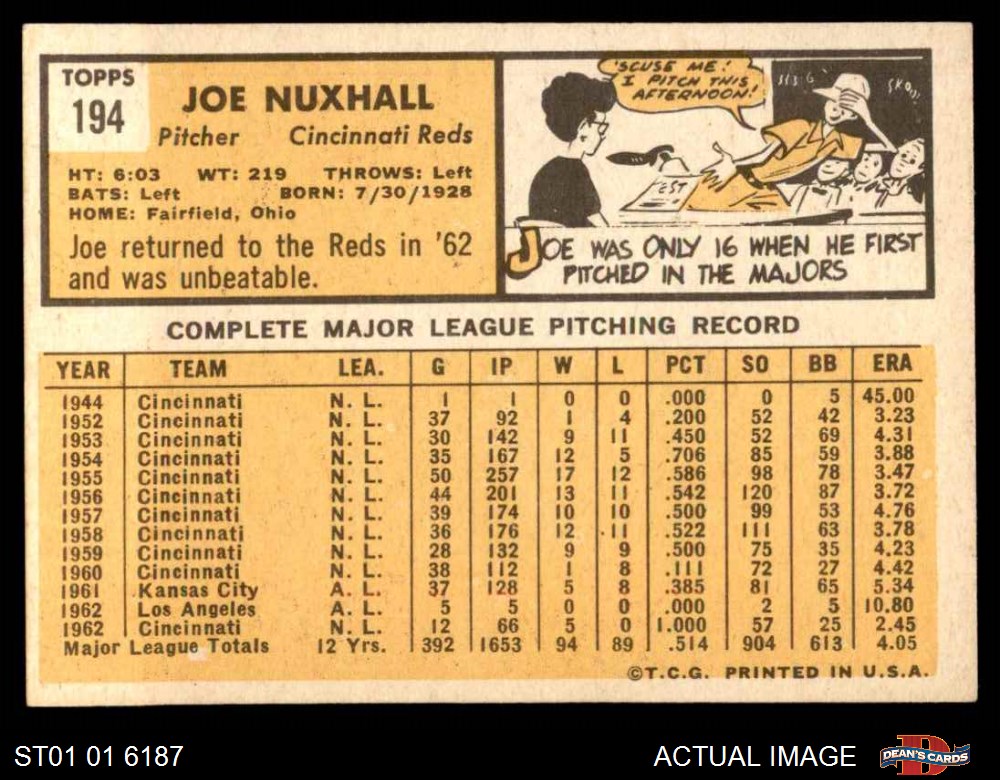 TOPPS
194
JOE NUXHALL
Pitcher Cincinnati Reds
HT: 6:03 WT: 219 THROWS: Left
BATS: Left BORN: 7/30/1928
HOME: Fairfield, Ohio
Joe returned to the Reds in '62
and was unbeatable.
'SCUSE ME!
I PITCH THIS
AFTERNOON!
TEST
JOE WAS ONLY 16 WHEN HE FIRST
PITCHED IN THE MAJORS
COMPLETE MAJOR LEAGUE PITCHING RECORD
YEAR TEAM LEA. G IP W L PCT SO BB ERA
1944 Cincinnati N. L. 1 1 0 0 .000 0 5 45.00
1952 Cincinnati N. L. 37 92 1 4 .200 52 42 3.23
1953 Cincinnati N. L. 30 142 9 11 .450 52 69 4.31
1954 Cincinnati N. L. 35 167 12 5 .706 85 59 3.88
1955 Cincinnati N. L. 50 257 17 12 .586 98 78 3.47
1956 Cincinnati N. L. 44 201 13 11 .542 120 87 3.72
1957 Cincinnati N. L. 39 174 10 10 .500 99 53 4.76
1958 Cincinnati N. L. 36 176 12 11 .522 111 63 3.78
1959 Cincinnati N. L. 28 132 9 9 .500 75 35 4.23
1960 Cincinnati N. L. 38 112 1 8 .111 72 27 4.42
1961 Kansas City A. L. 37 128 5 8 .385 81 65 5.34
1962 Los Angeles A. L. 5 5 0 0 .000 2 5 10.80
1962 Cincinnati N. L. 12 66 5 0 1.000 57 25 2.45
Major League Totals 12 Yrs. 392 1653 94 89 .514 904 613 4.05
©T.C.G. PRINTED IN U.S.A.
ST01 01 6187
ACTUAL IMAGE
D
DEAN'S CARDS